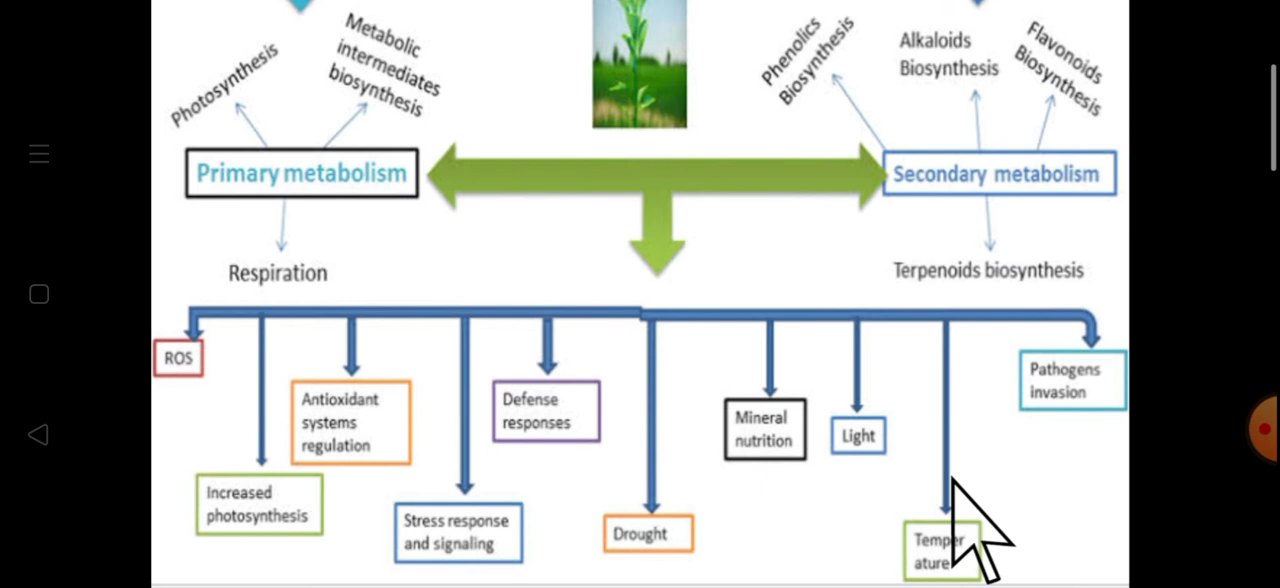 Photosynthesis
Metabolic
intermediates
biosynthesis
Phenolics
Biosynthesis
Alkaloids
Biosynthesis
Flavonoids
Biosynthesis
Primary metabolism
Secondary metabolism
Respiration
Terpenoids biosynthesis
ROS
Increased
photosynthesis
Antioxidant
systems
regulation
Stress response
and signaling
Defense
responses
Drought
Mineral
nutrition
Light
Temper
ature
Pathogens
invasion